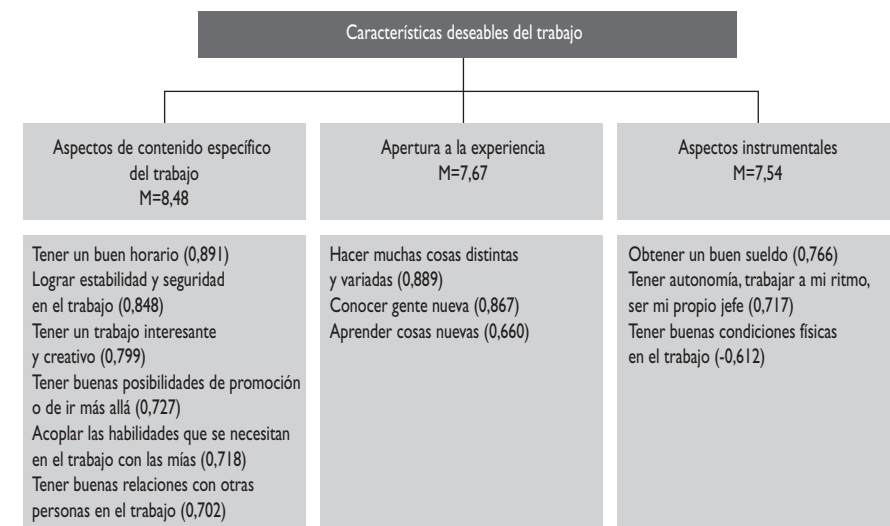 Características deseables del trabajo
Aspectos de contenido específico
del trabajo
M=8,48
Apertura a la experiencia
M=7,67
Aspectos instrumentales
M=7,54
Tener un buen horario (0,891)
Lograr estabilidad y seguridad
en el trabajo (0,848)
Tener un trabajo interesante
y creativo (0,799)
Tener buenas posibilidades de promoción
o de ir más allá (0,727)
Acoplar las habilidades que se necesitan
en el trabajo con las mías (0,718)
Tener buenas relaciones con otras
personas en el trabajo (0,702)
Hacer muchas cosas distintas
y variadas (0,889)
Conocer gente nueva (0,867)
Aprender cosas nuevas (0,660)
Obtener un buen sueldo (0,766)
Tener autonomía, trabajar a mi ritmo,
ser mi propio jefe (0,717)
Tener buenas condiciones físicas
en el trabajo (-0,612)